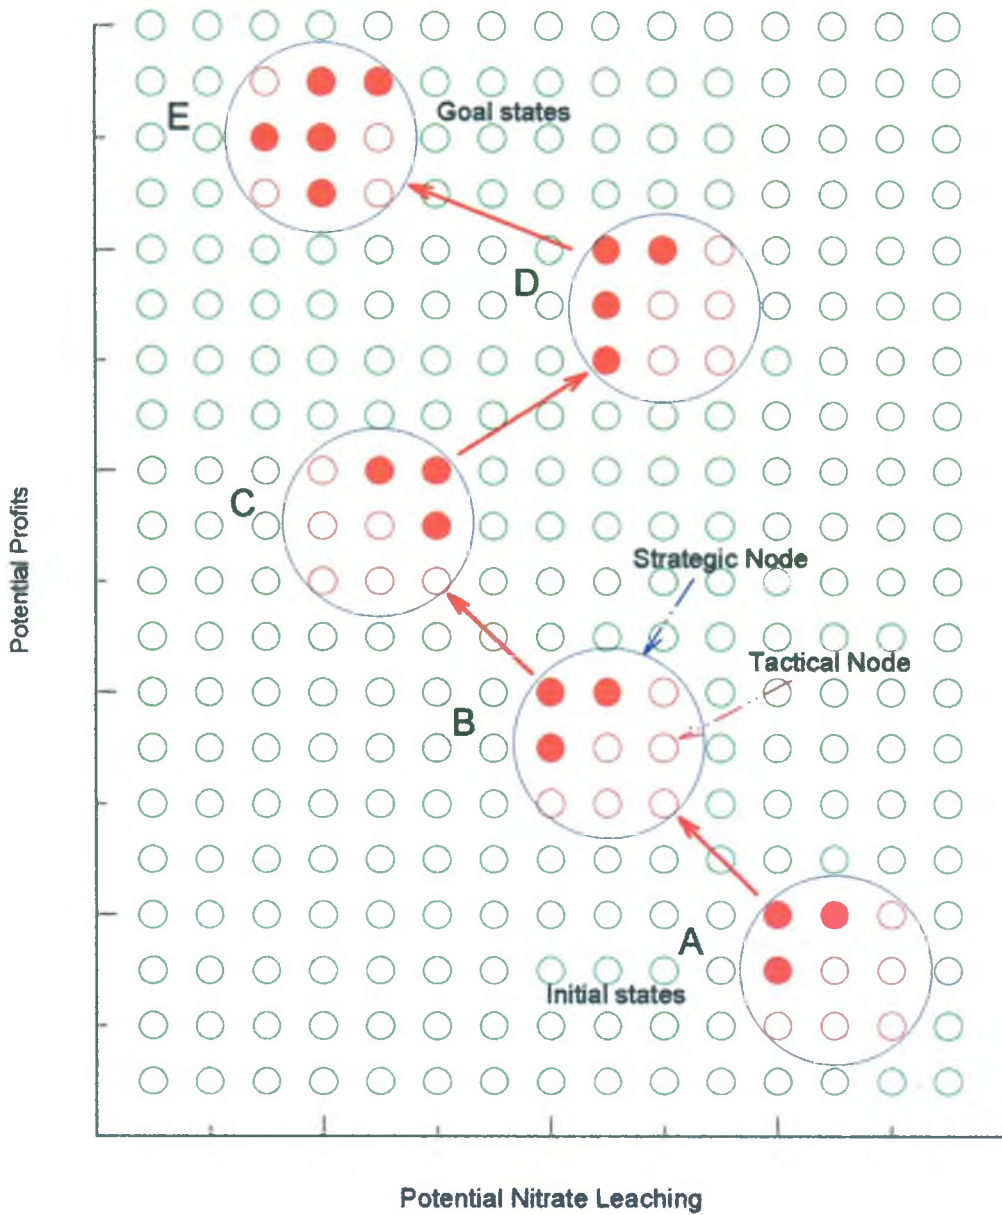 E
Goal states
D
C
Strategic Node
Tactical Node
B
A
Initial states
Potential Profits
Potential Nitrate Leaching